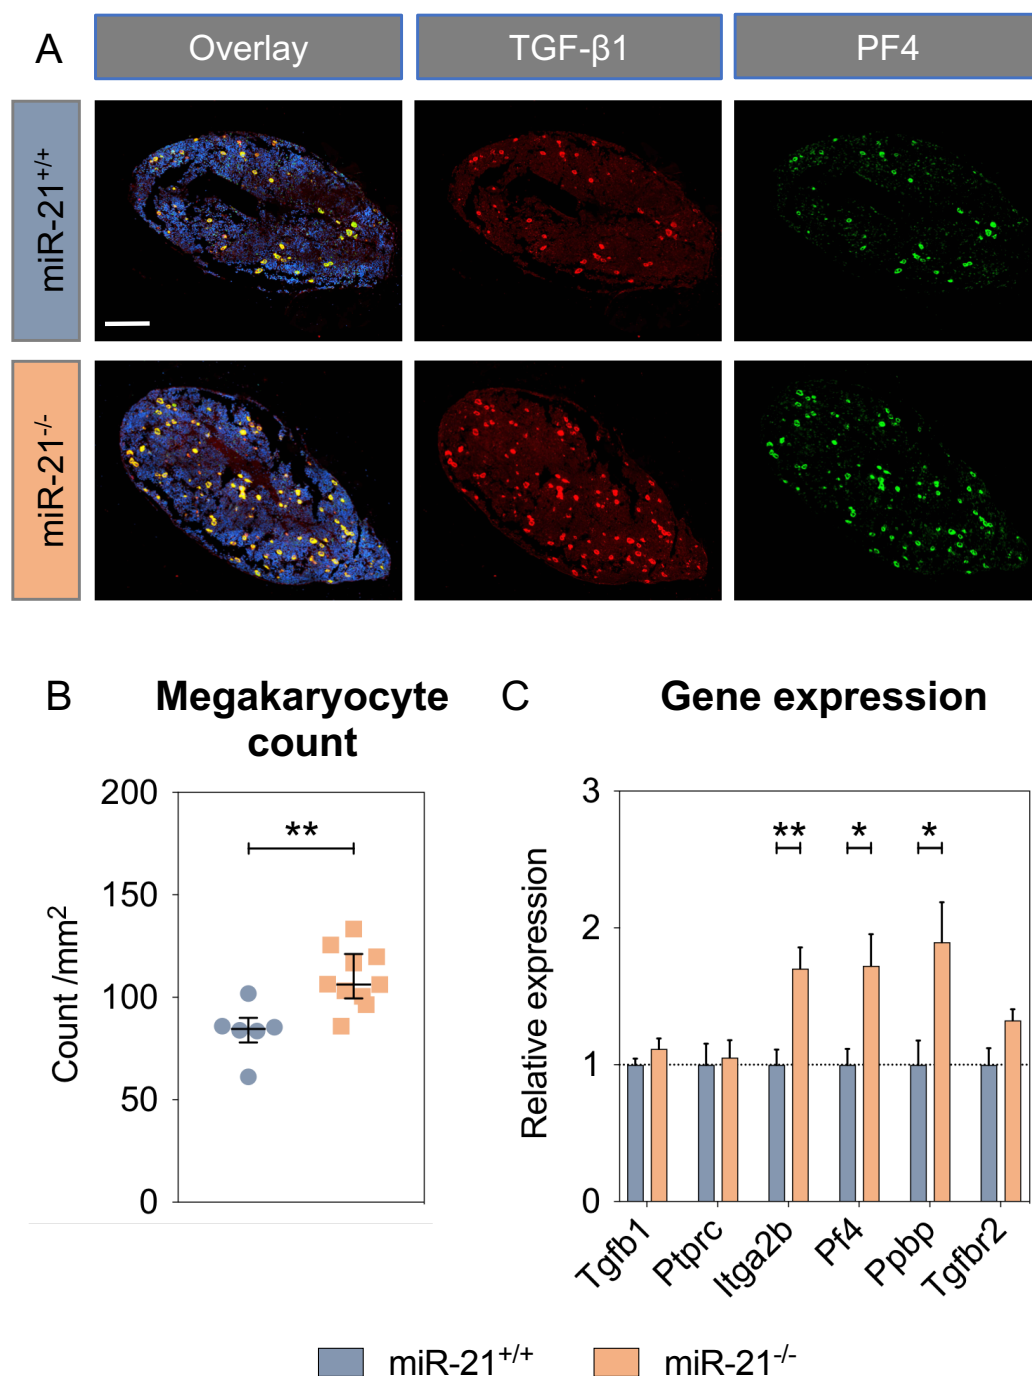 A
Overlay
TGF-β1
PF4
miR-21+/+
miR-21-/-
B
Megakaryocyte
count
Count /mm2
200
150
100
50
0
**
C
Gene expression
Relative expression
3
2
1
0
** * *
Tgfb1
Ptprc
Itga2b
Pf4
Ppbp
Tgfbr2
miR-21+/+
miR-21-/-